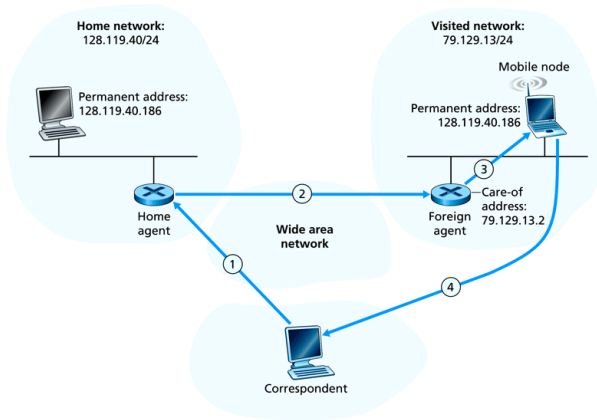 Home network:
128.119.40/24
Visited network:
79.129.13/24
Mobile node
Permanent address:
128.119.40.186
Permanent address:
128.119.40.186
3
2
Home
agent
Wide area
network
Foreign
agent
Care-of
address:
79.129.13.2
1
4
Correspondent